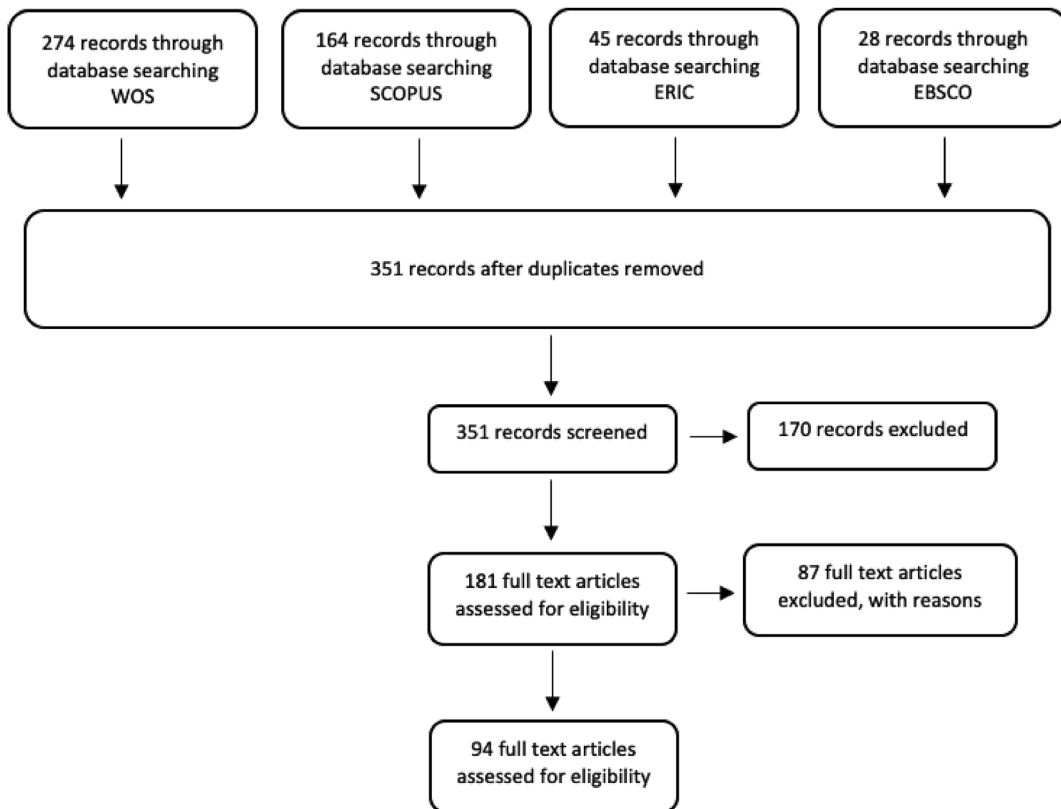 274 records through
database searching
WOS
164 records through
database searching
SCOPUS
45 records through
database searching
ERIC
28 records through
database searching
EBSCO
351 records after duplicates removed
351 records screened
170 records excluded
181 full text articles
assessed for eligibility
87 full text articles
excluded, with reasons
94 full text articles
assessed for eligibility